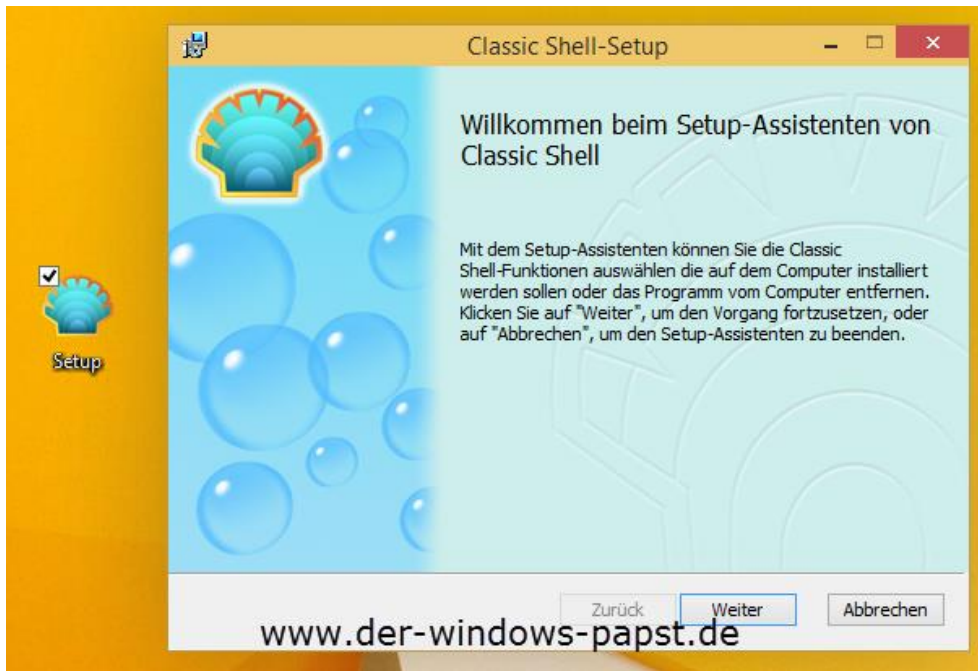 Classic Shell-Setup
Willkommen beim Setup-Assistenten von
Classic Shell
Mit dem Setup-Assistenten können Sie die Classic
Shell-Funktionen auswählen die auf dem Computer installiert
werden sollen oder das Programm vom Computer entfernen.
Klicken Sie auf "Weiter", um den Vorgang fortzusetzen, oder
auf "Abbrechen", um den Setup-Assistenten zu beenden.
Setup
Zurück Weiter Abbrechen
www.der-windows-papst.de